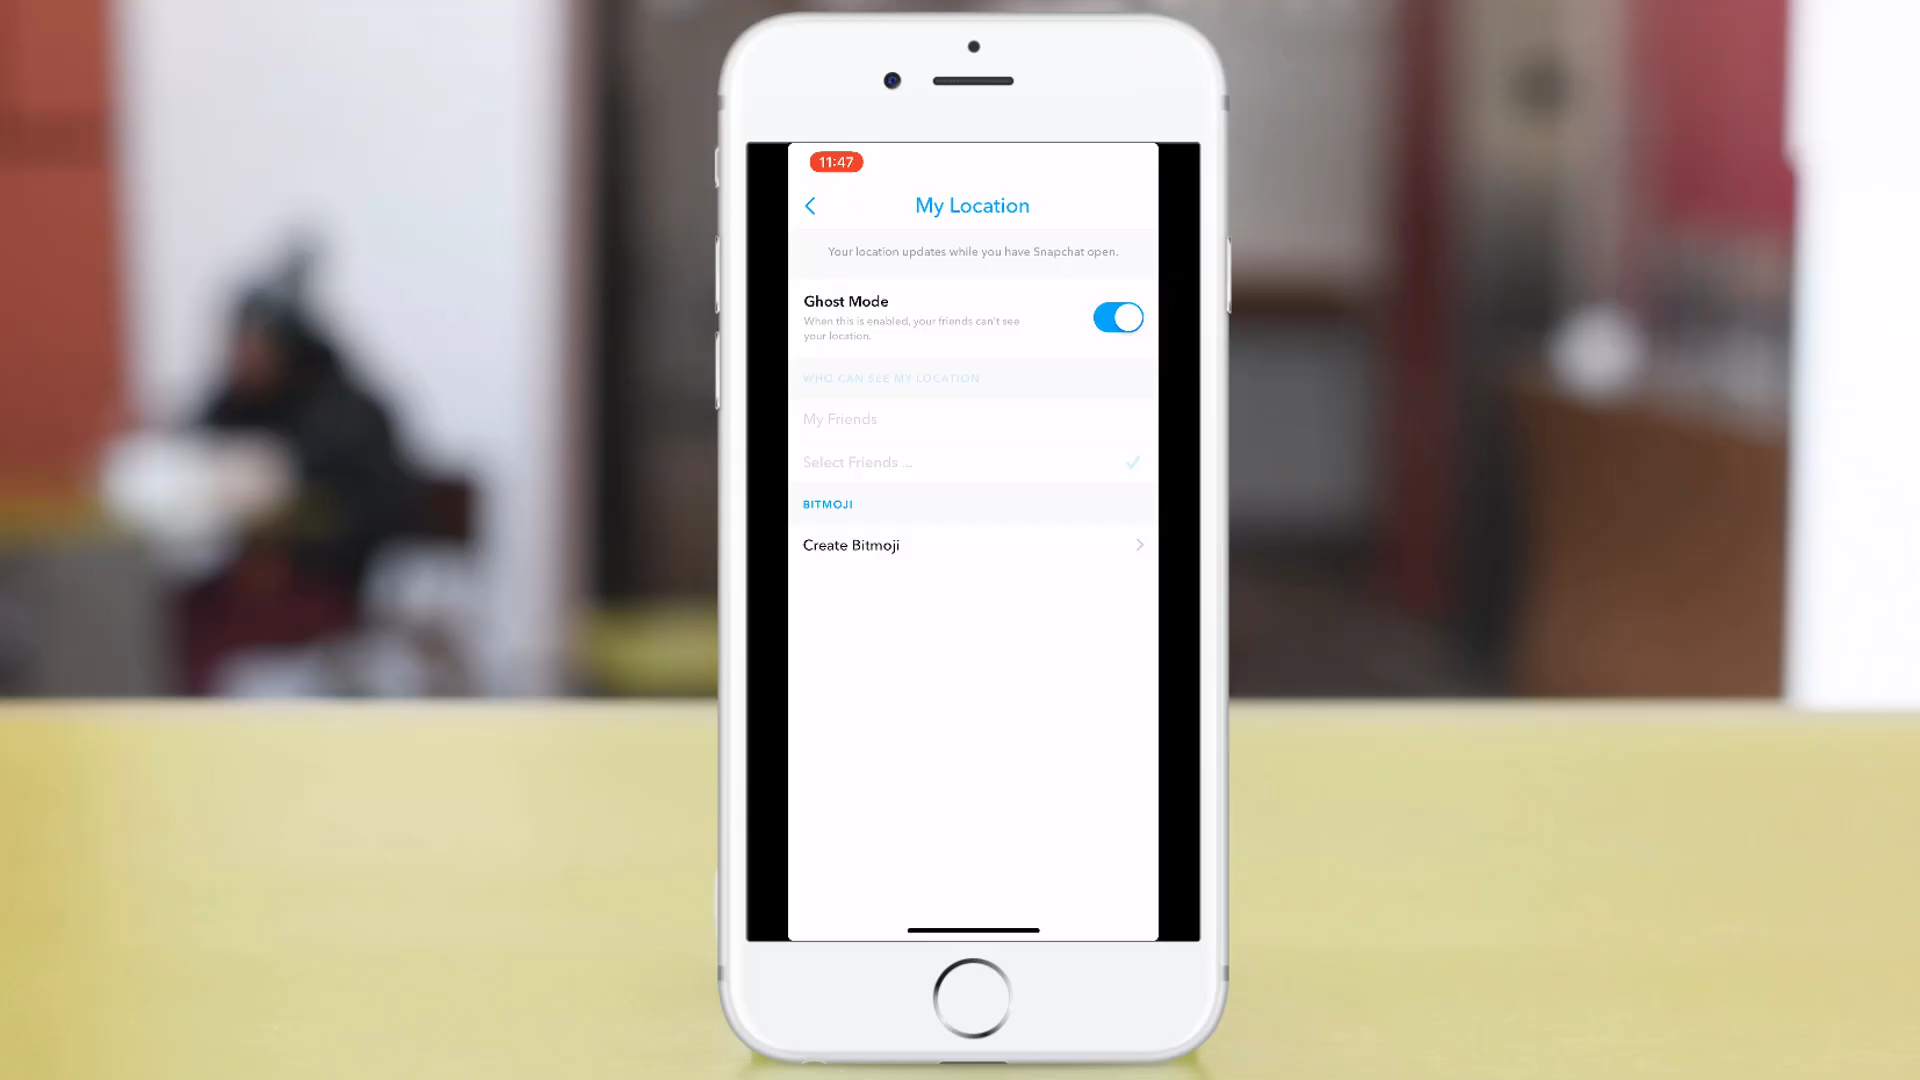 11:47
My Location
Your location updates while you have Snapchat open.
Ghost Mode
When this is enabled, your friends can't see
your location.
WHO CAN SEE MY LOCATION
My Friends
Select Friends ...
BITMOJI
Create Bitmoji